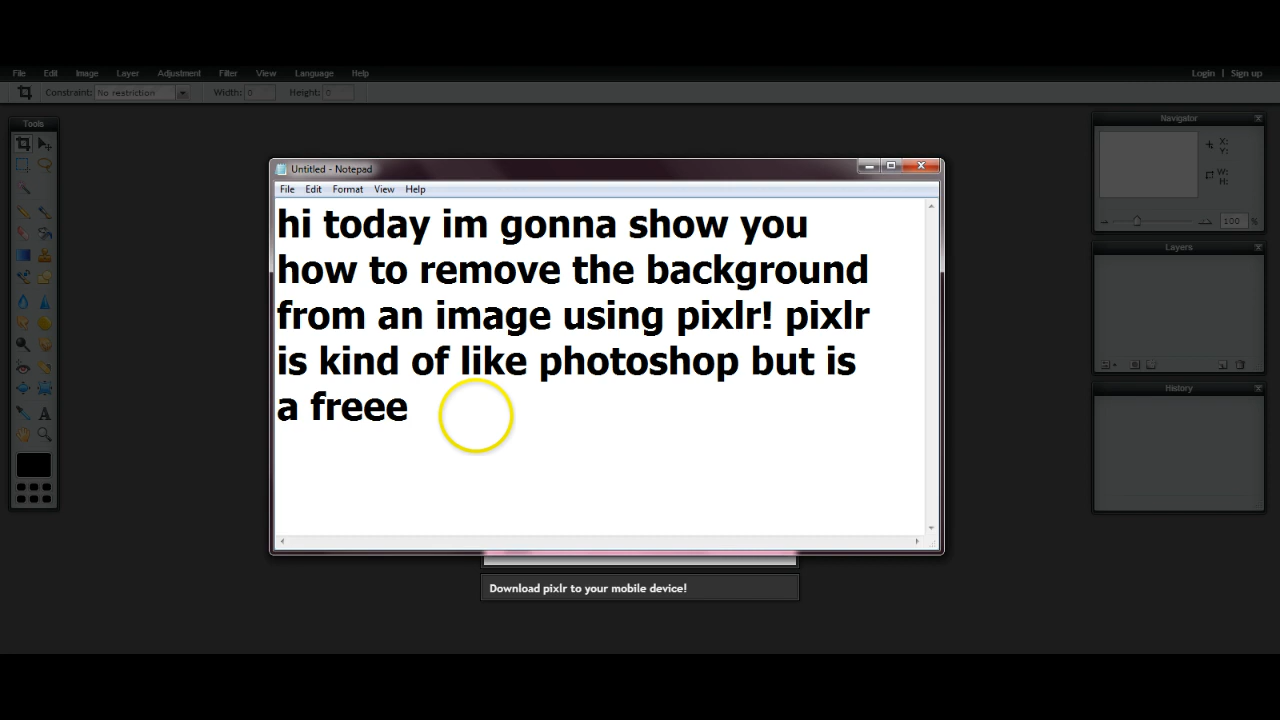 File Edit Image Layer Adjustment Filter View Language Help Login | Sign up
Constraint: No restriction Width: 0 Height: 0
Tools
Navigator
X:
Y:
W:
H:
100 %
Layers
History
Untitled - Notepad
File Edit Format View Help
hi today im gonna show you
how to remove the background
from an image using pixlr! pixlr
is kind of like photoshop but is
a freee
Download pixlr to your mobile device!